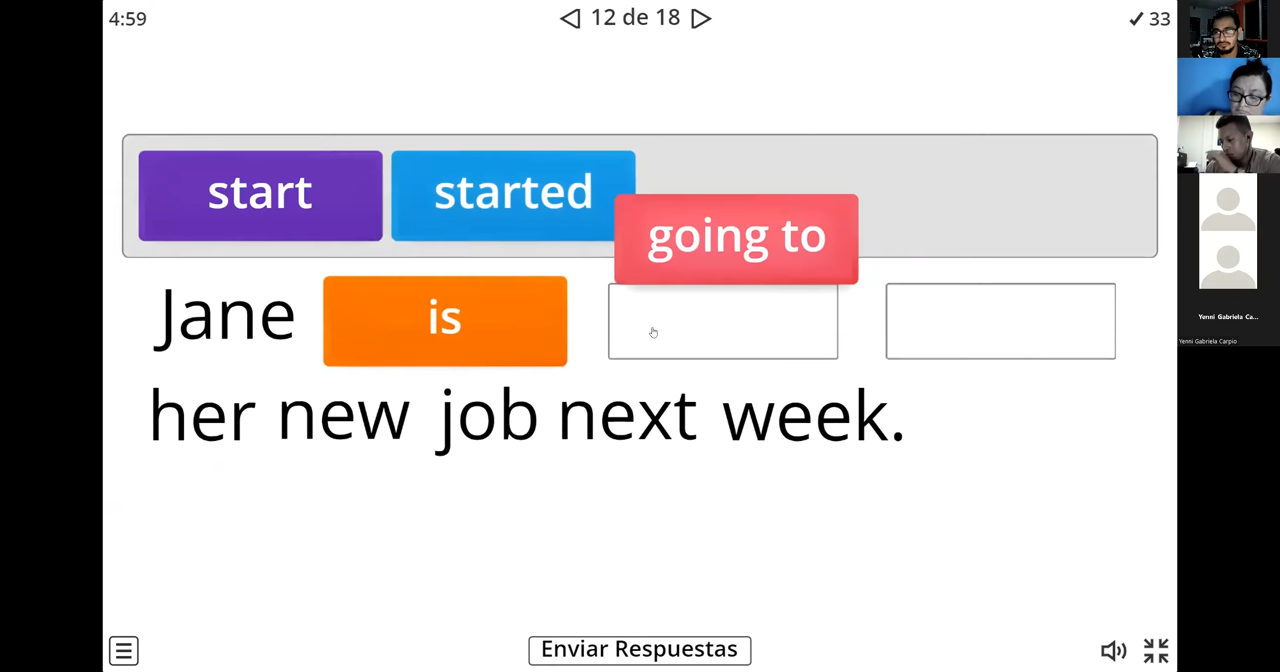 4:59
12 de 18
33
start
started
going to
Jane is
her new job next week.
Enviar Respuestas
Yenni Gabriela Ca...
Yenni Gabriela Carpio